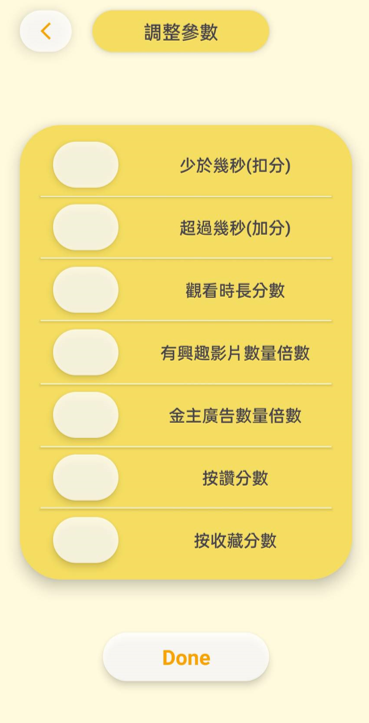 調整參數
少於幾秒(扣分)
超過幾秒(加分)
觀看時長分數
有興趣影片數量倍數
金主廣告數量倍數
按讚分數
按收藏分數
Done